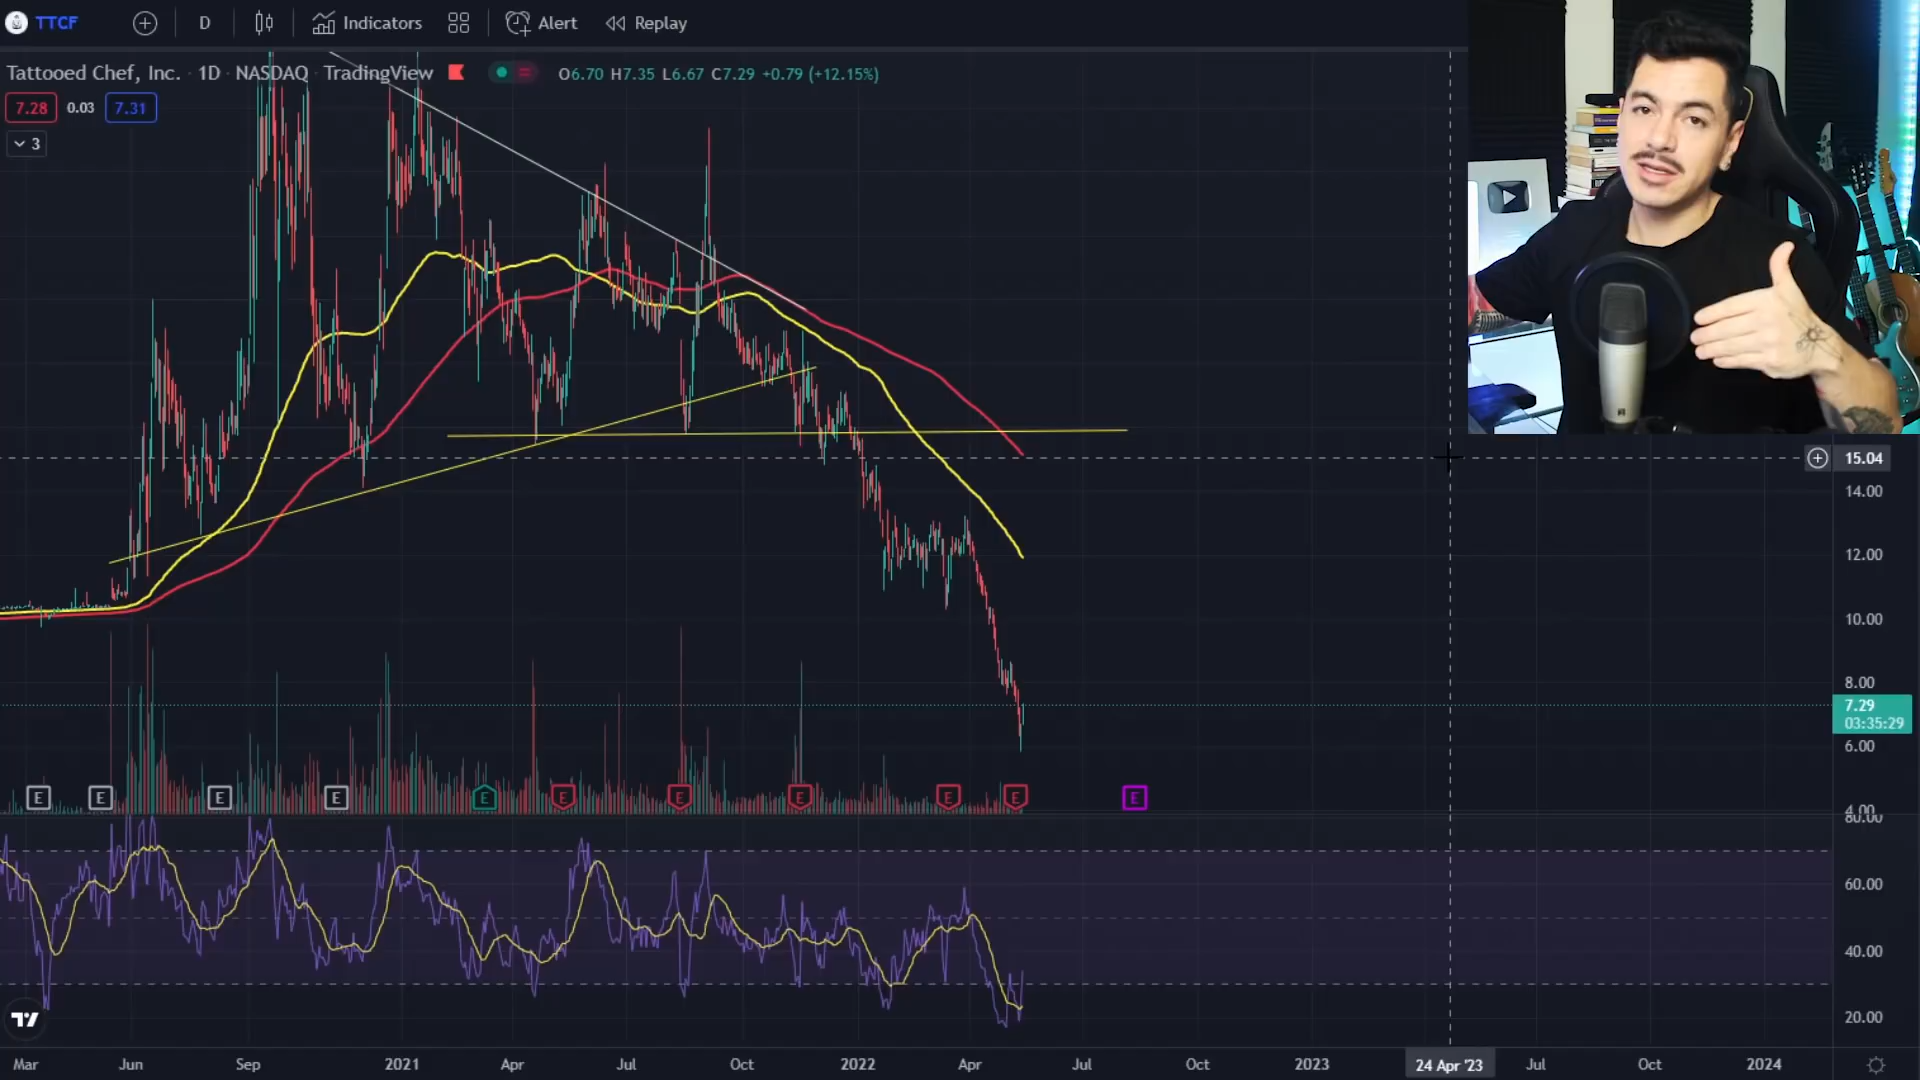 TTCF D Indicators Alert Replay
Tattooed Chef, Inc. · 1D · NASDAQ · TradingView O6.70 H7.35 L6.67 C7.29 +0.79 (+12.15%)
7.28 0.03 7.31
3
15.04
14.00
12.00
10.00
8.00
7.29
03:35:29
6.00
E E E E E E E E E E E
4.00
80.00
60.00
40.00
20.00
Mar Jun Sep 2021 Apr Jul Oct 2022 Apr Jul Oct 2023 24 Apr '23 Jul Oct 2024